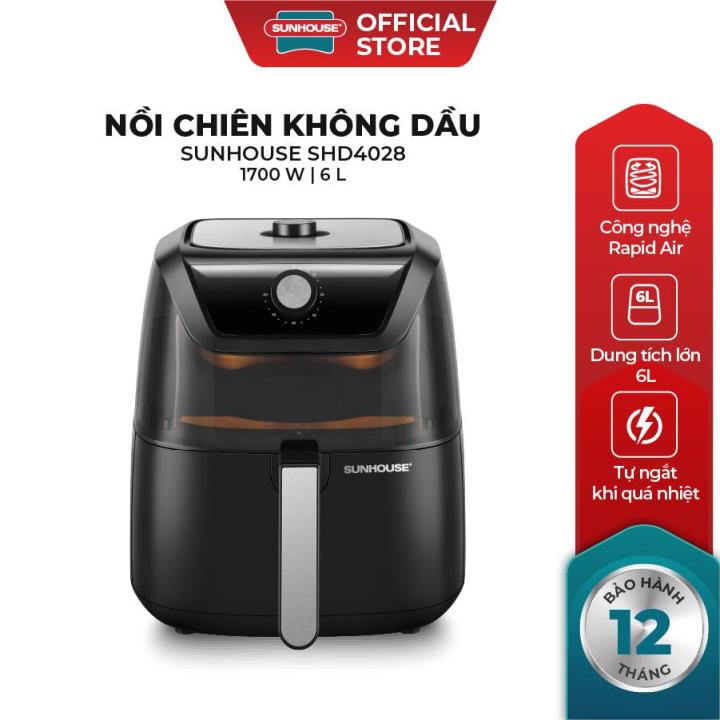 SUNHOUSE®
OFFICIAL
STORE
NỒI CHIÊN KHÔNG DẦU
SUNHOUSE SHD4028
1700 W | 6 L
SUNHOUSE®
Công nghệ
Rapid Air
6L
Dung tích lớn
6L
Tự ngắt
khi quá nhiệt
BẢO HÀNH
12
THÁNG